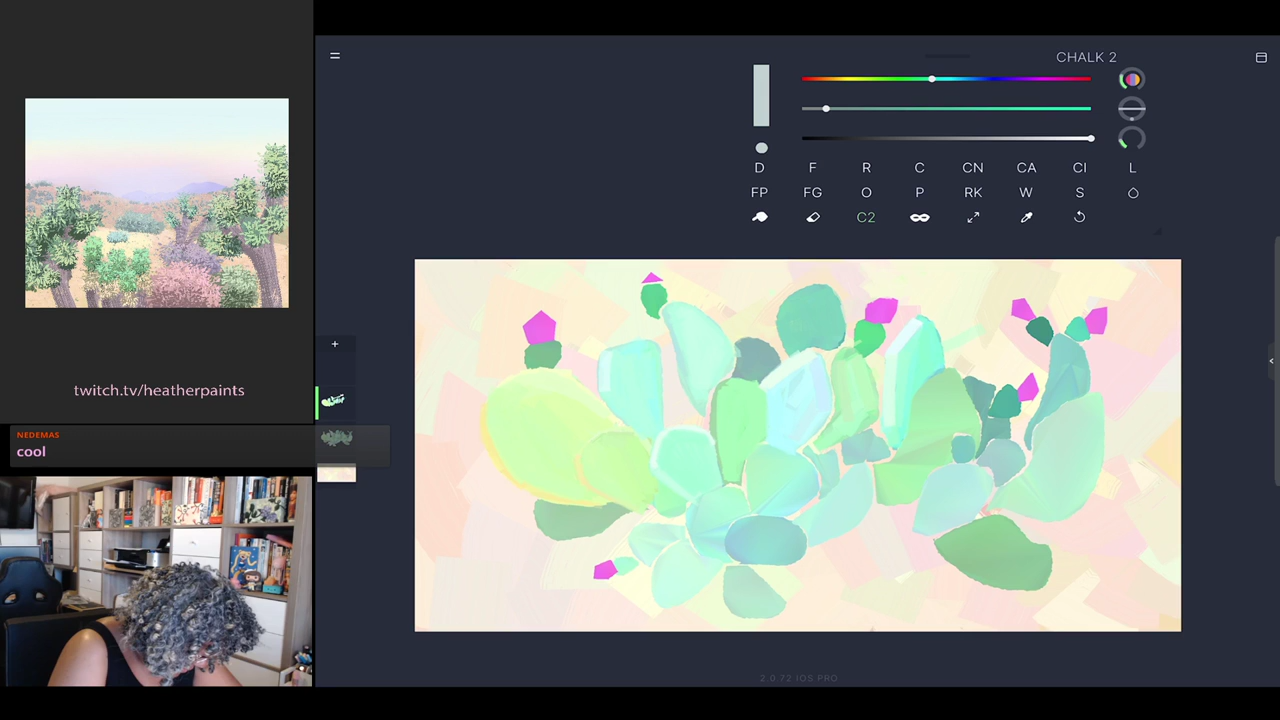 CHALK 2
D F R C CN CA CI L
FP FG O P RK W S
C2
twitch.tv/heatherpaints
NEDEMAS
cool
2.0.72 iOS PRO